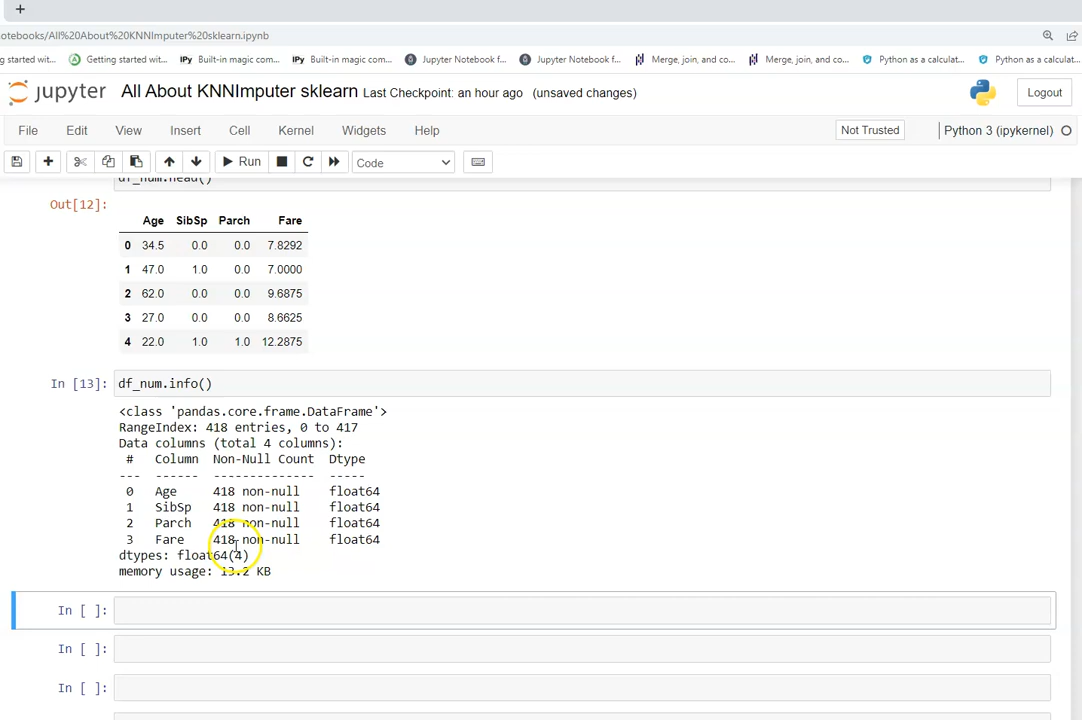 +
otebooks/All%20About%20KNNImputer%20sklearn.ipynb
g started wit... Getting started wit... IPy Built-in magic com... IPy Built-in magic com... Jupyter Notebook f... Jupyter Notebook f... Merge, join, and co... Merge, join, and co... Python as a calculat... Python as a calculat...
jupyter All About KNNImputer sklearn Last Checkpoint: an hour ago (unsaved changes) Logout
File Edit View Insert Cell Kernel Widgets Help Not Trusted Python 3 (ipykernel)
Run Code
df_num.head()
Out[12]:
Age SibSp Parch Fare
0 34.5 0.0 0.0 7.8292
1 47.0 1.0 0.0 7.0000
2 62.0 0.0 0.0 9.6875
3 27.0 0.0 0.0 8.6625
4 22.0 1.0 1.0 12.2875
In [13]: df_num.info()
<class 'pandas.core.frame.DataFrame'>
RangeIndex: 418 entries, 0 to 417
Data columns (total 4 columns):
# Column Non-Null Count Dtype
--- ------ -------------- -----
0 Age 418 non-null float64
1 SibSp 418 non-null float64
2 Parch 418 non-null float64
3 Fare 418 non-null float64
dtypes: float64(4)
memory usage: 13.2 KB
In [ ]:
In [ ]:
In [ ]: